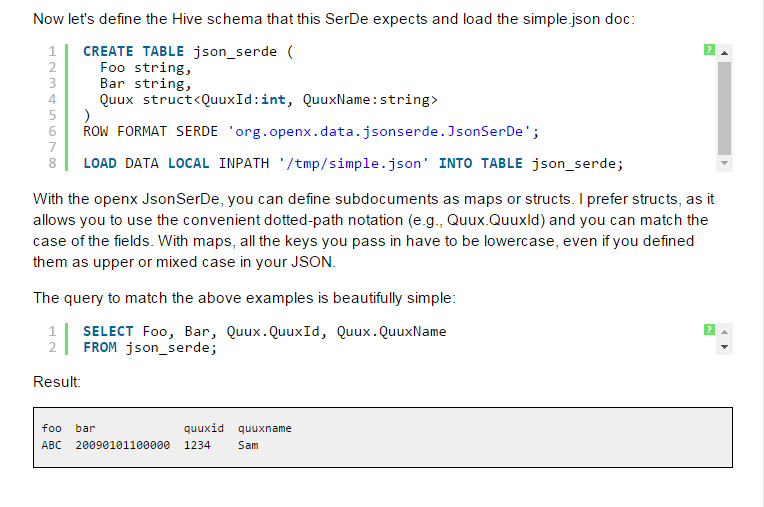 Now let's define the Hive schema that this SerDe expects and load the simple.json doc:
1 CREATE TABLE json_serde (
2   Foo string,
3   Bar string,
4   Quux struct<QuuxId:int, QuuxName:string>
5 )
6 ROW FORMAT SERDE 'org.openx.data.jsonserde.JsonSerDe';
7
8 LOAD DATA LOCAL INPATH '/tmp/simple.json' INTO TABLE json_serde;
?
With the openx JsonSerDe, you can define subdocuments as maps or structs. I prefer structs, as it
allows you to use the convenient dotted-path notation (e.g., Quux.QuuxId) and you can match the
case of the fields. With maps, all the keys you pass in have to be lowercase, even if you defined
them as upper or mixed case in your JSON.
The query to match the above examples is beautifully simple:
1 SELECT Foo, Bar, Quux.QuuxId, Quux.QuuxName
2 FROM json_serde;
?
Result:
foo bar quuxid quuxname
ABC 20090101100000 1234 Sam